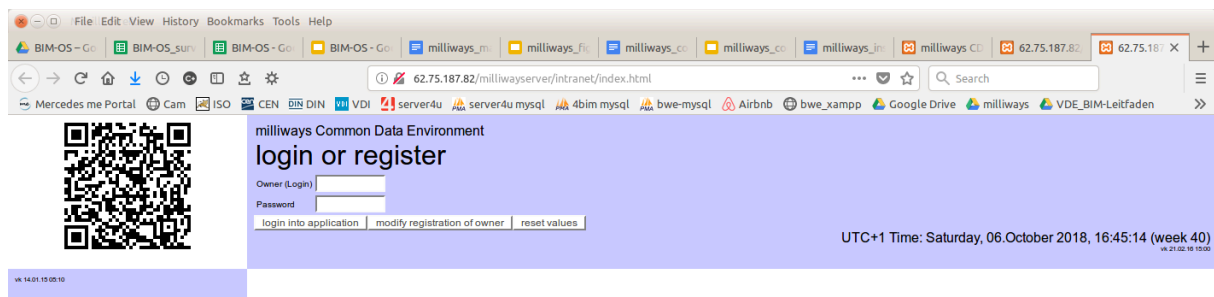 File Edit View History Bookmarks Tools Help
BIM-OS – Go BIM-OS_surv BIM-OS - Go BIM-OS - Go milliways_m milliways_fig milliways_co milliways_co milliways_in milliways CD 62.75.187.82 62.75.187
62.75.187.82/milliwayserver/intranet/index.html Search
Mercedes me Portal Cam ISO CEN DIN VDI server4u server4u mysql 4bim mysql bwe-mysql Airbnb bwe_xampp Google Drive milliways VDE_BIM-Leitfaden
milliways Common Data Environment
login or register
Owner (Login)
Password
login into application modify registration of owner reset values
UTC+1 Time: Saturday, 06.October 2018, 16:45:14 (week 40)
vk 21.02.16 15:00
vk 14.01.15 05:10